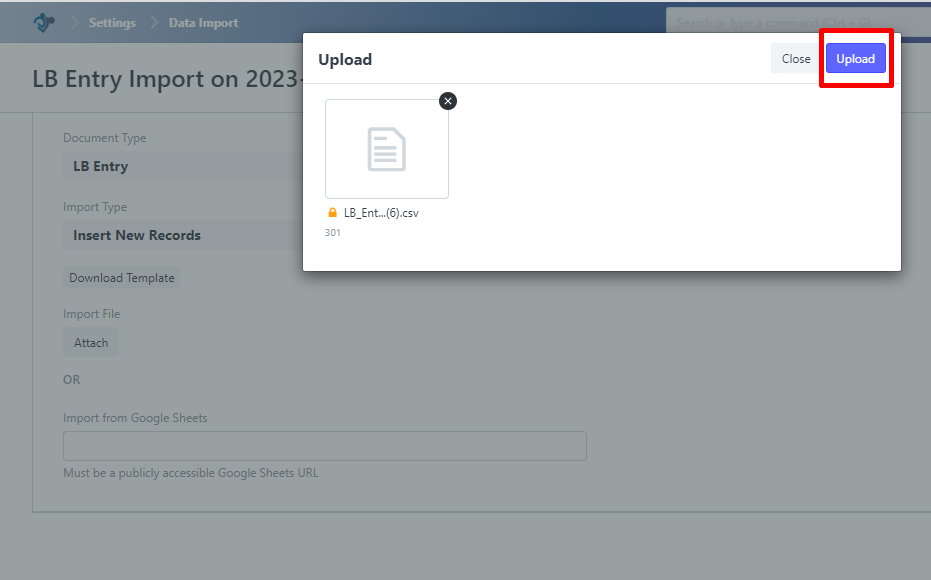 Settings
Data Import
Search or type a command (Ctrl + G)
LB Entry Import on 2023-
Upload
Close
Upload
LB_Ent...(6).csv
301
Document Type
LB Entry
Import Type
Insert New Records
Download Template
Import File
Attach
OR
Import from Google Sheets
Must be a publicly accessible Google Sheets URL